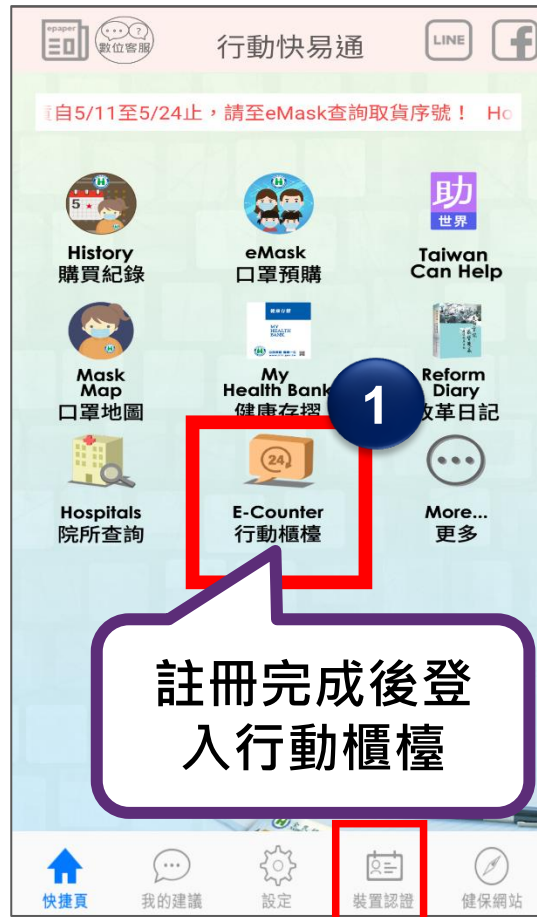 epaper
數位客服
行動快易通
LINE
自5/11至5/24止，請至eMask查詢取貨序號！ Ho
5
History
購買紀錄
eMask
口罩預購
助
世界
Taiwan
Can Help
Mask
Map
口罩地圖
健康存摺
MY
HEALTH
BANK
My
Health Bank
健康存摺
Reform
Diary
改革日記
1
Hospitals
院所查詢
24
E-Counter
行動櫃檯
More...
更多
註冊完成後登
入行動櫃檯
快捷頁
我的建議
設定
裝置認證
健保網站